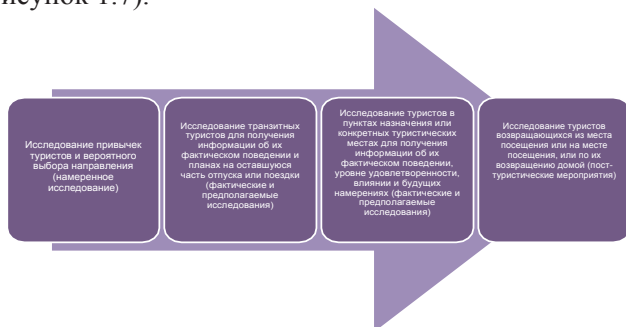 исунок 1.7).
Исследование привычек
туристов и вероятного
выбора направления
(намеренное
исследование)
Исследование транзитных
туристов для получения
информации об их
фактическом поведении и
планах на оставшуюся
часть отпуска или поездки
(фактические и
предполагаемые
исследования)
Исследование туристов в
пунктах назначения или
конкретных туристических
местах для получения
информации об их
фактическом поведении,
уровне удовлетворенности,
влиянии и будущих
намерениях (фактические и
предполагаемые
исследования)
Исследование туристов
возвращающихся из места
посещения или на месте
посещения, или по их
возвращению домой (пост-
туристические мероприятия)